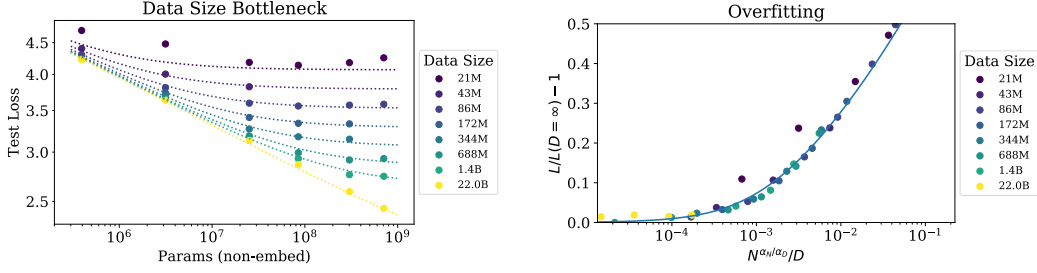 Data Size Bottleneck
Test Loss
4.5
4.0
3.5
3.0
2.5
10^6
10^7
10^8
10^9
Params (non-embed)
Data Size
21M
43M
86M
172M
344M
688M
1.4B
22.0B
Overfitting
L/L(D = ∞) − 1
0.5
0.4
0.3
0.2
0.1
0.0
10^−4
10^−3
10^−2
10^−1
N^{α_N/α_D}/D
Data Size
21M
43M
86M
172M
344M
688M
1.4B
22.0B